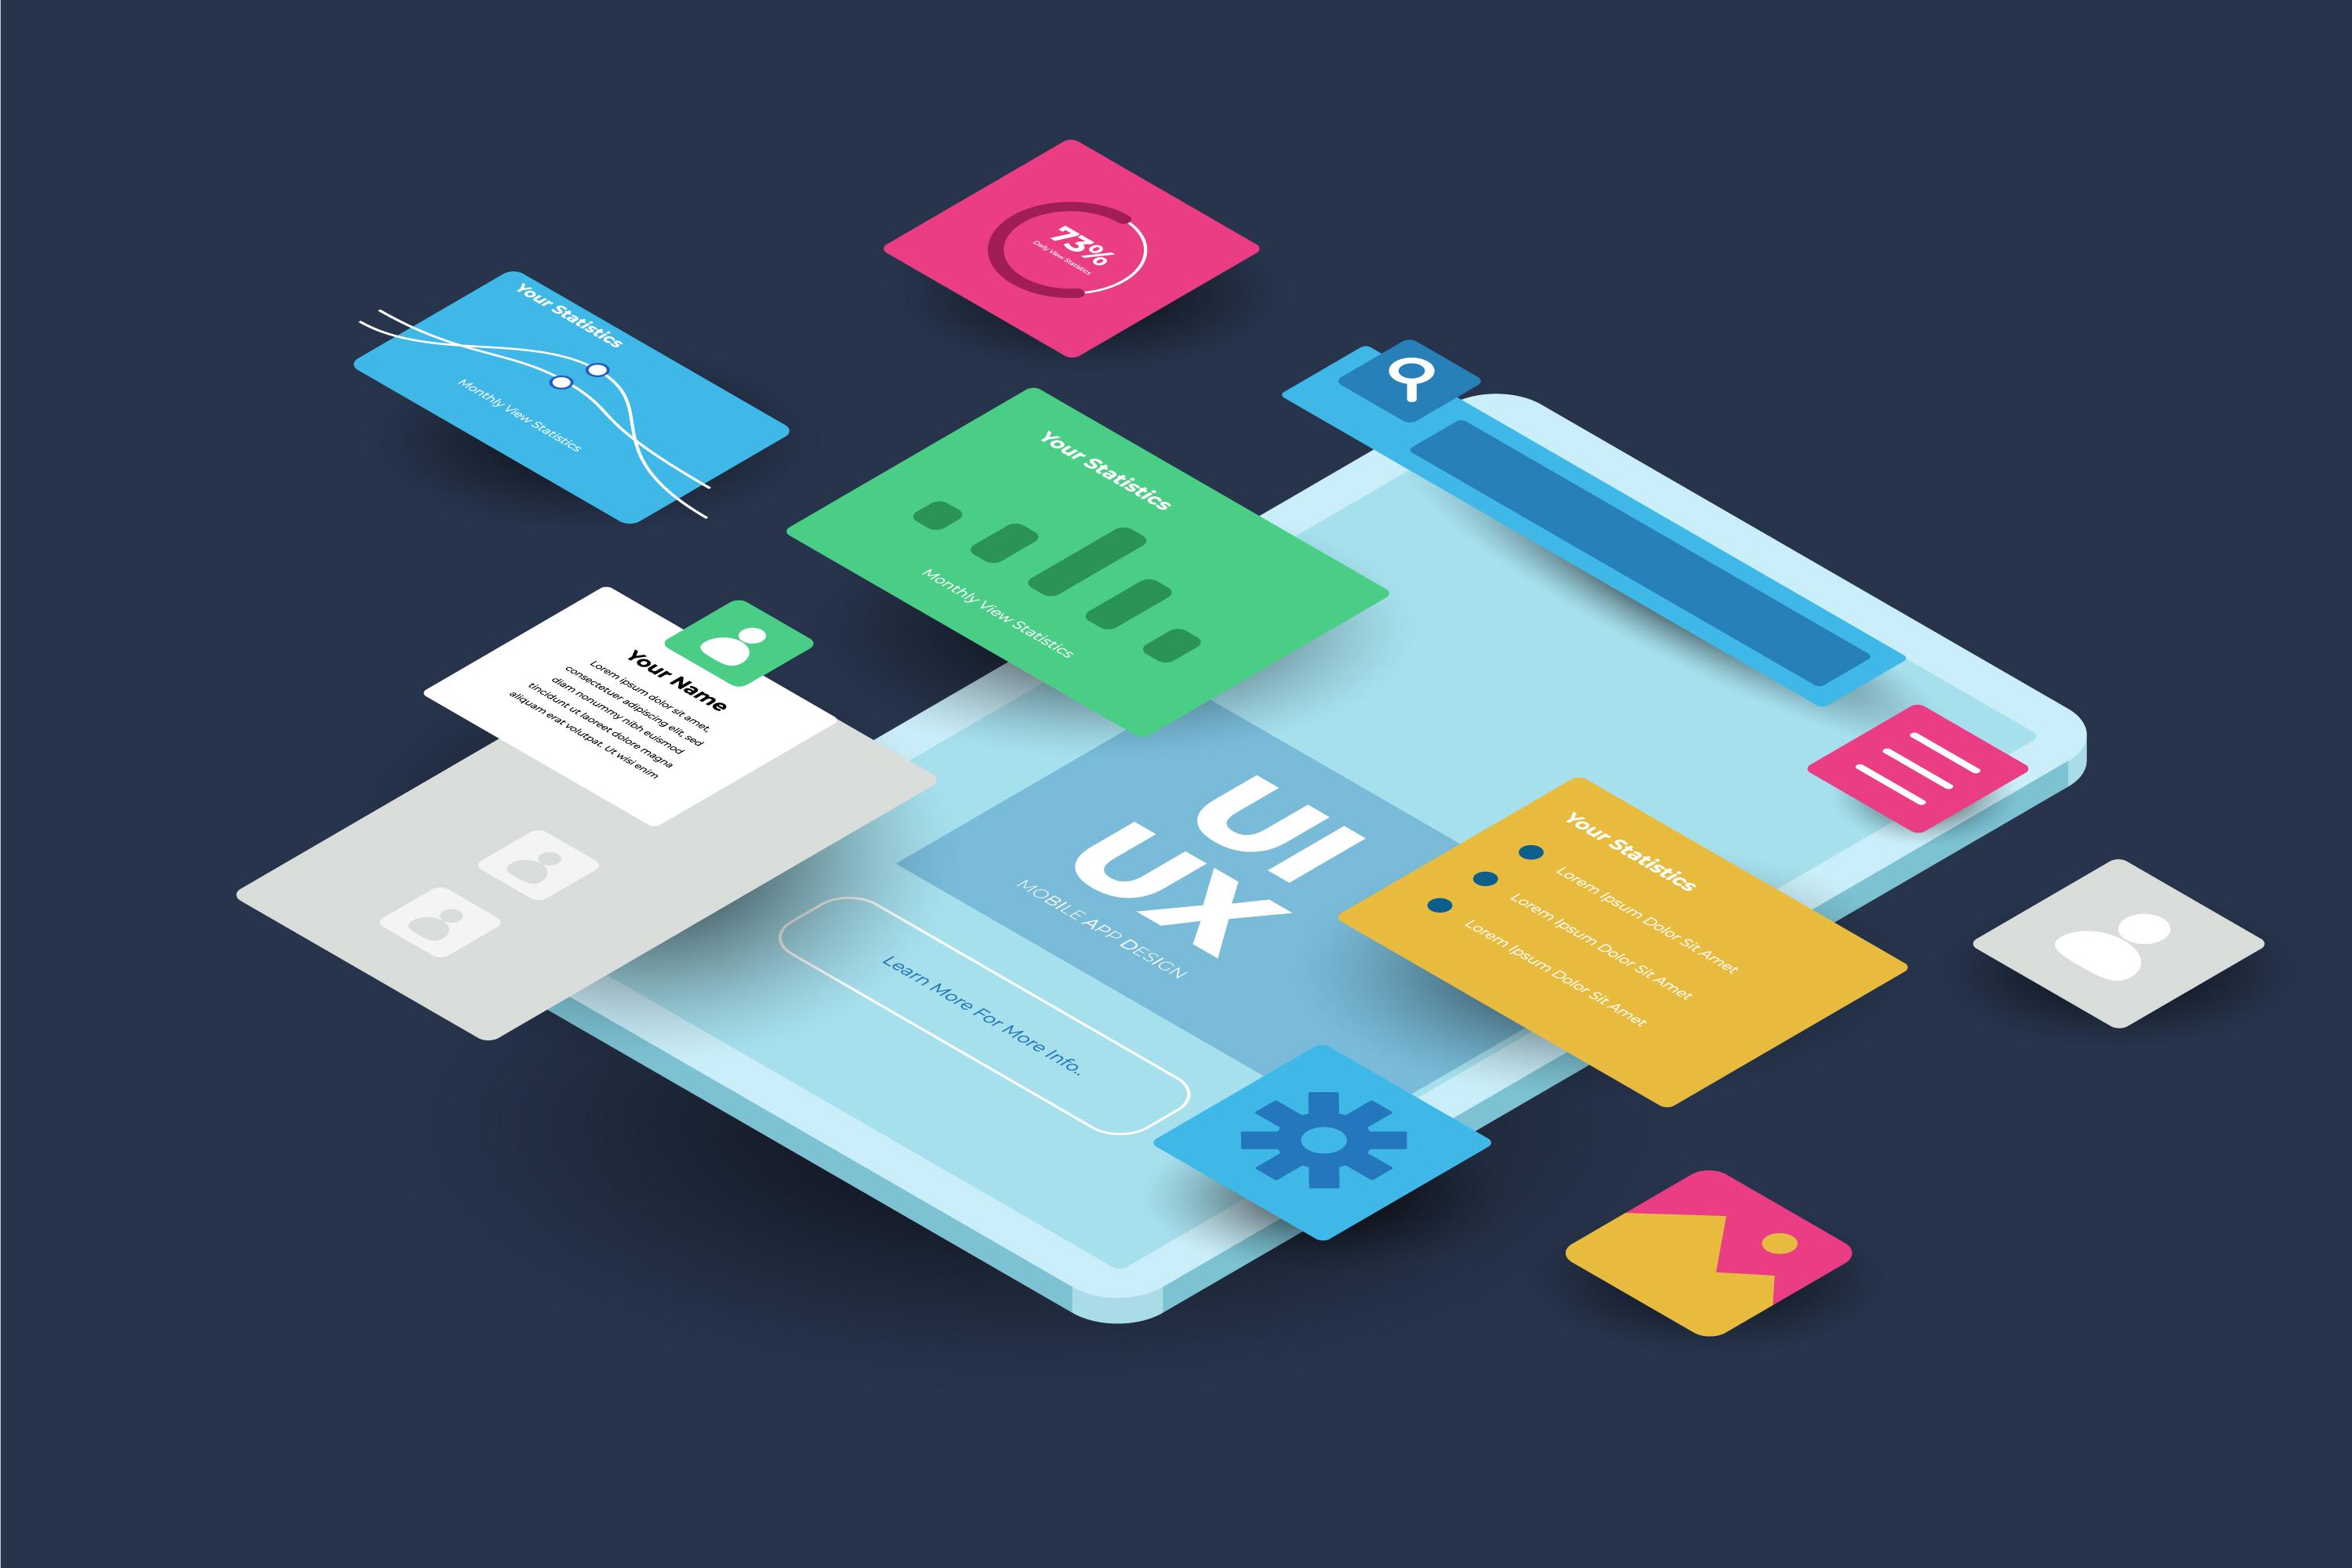 73%
Daily View Statistics
Your Statistics
Monthly View Statistics
Your Statistics
Monthly View Statistics
Your Name
Lorem ipsum dolor sit amet,
consectetuer adipiscing elit, sed
diam nonummy nibh euismod
tincidunt ut laoreet dolore magna
aliquam erat volutpat. Ut wisi enim
UI
UX
MOBILE APP DESIGN
Learn More For More Info..
Your Statistics
Lorem Ipsum Dolor Sit Amet
Lorem Ipsum Dolor Sit Amet
Lorem Ipsum Dolor Sit Amet